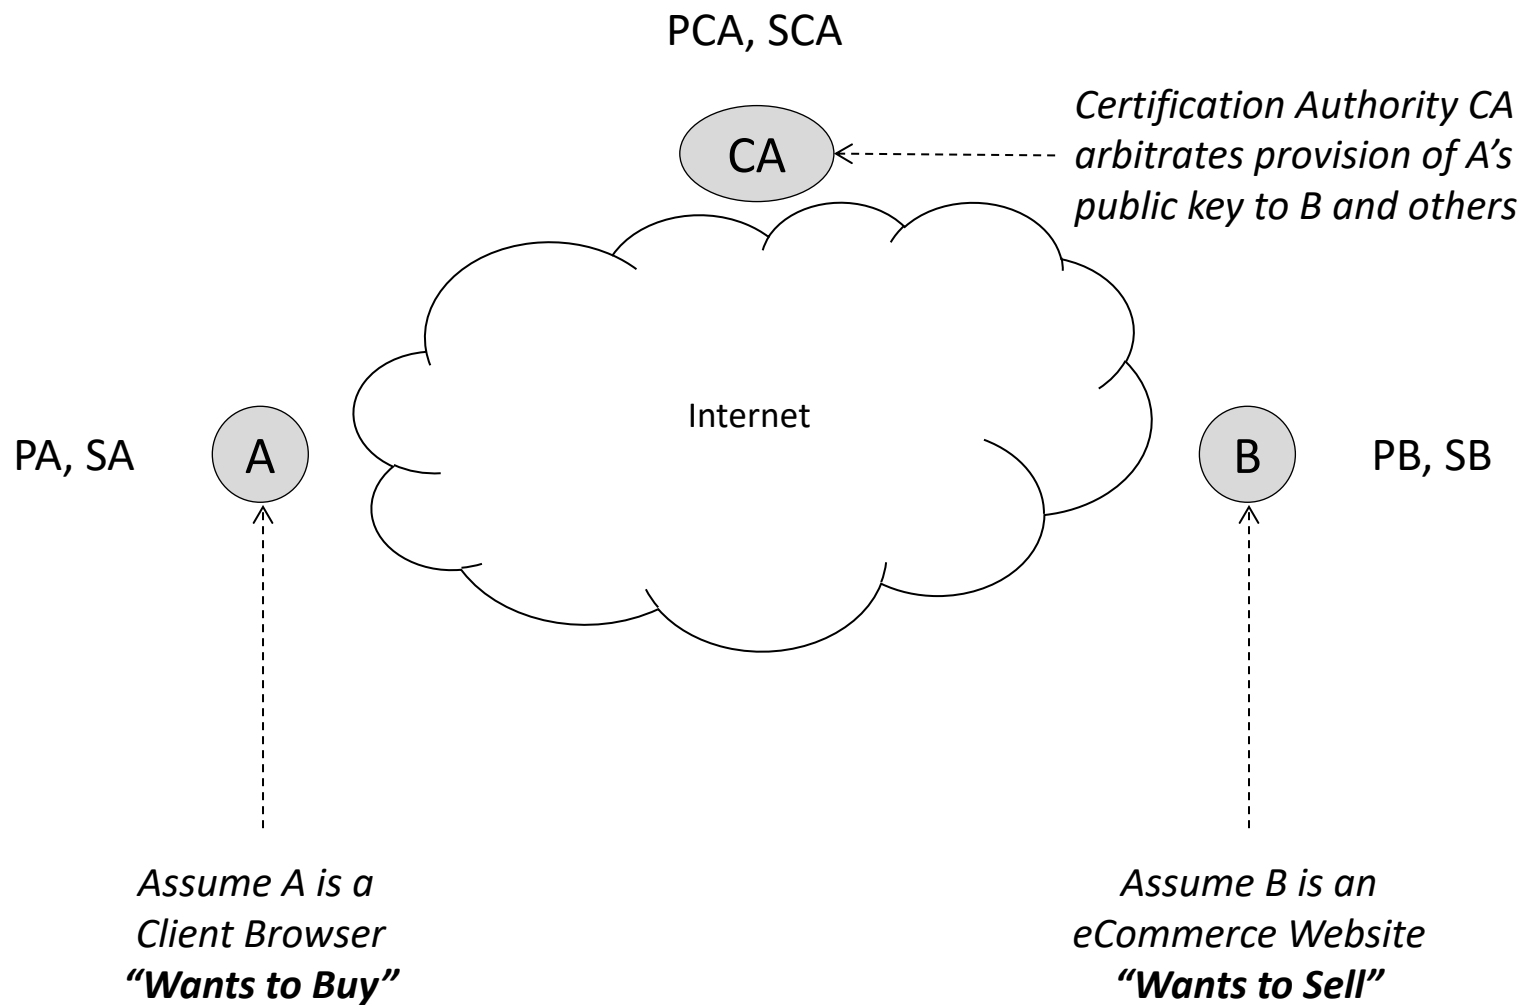 PCA, SCA
CA
Certification Authority CA
arbitrates provision of A’s
public key to B and others
Internet
PA, SA
A
B
PB, SB
Assume A is a
Client Browser
“Wants to Buy”
Assume B is an
eCommerce Website
“Wants to Sell”